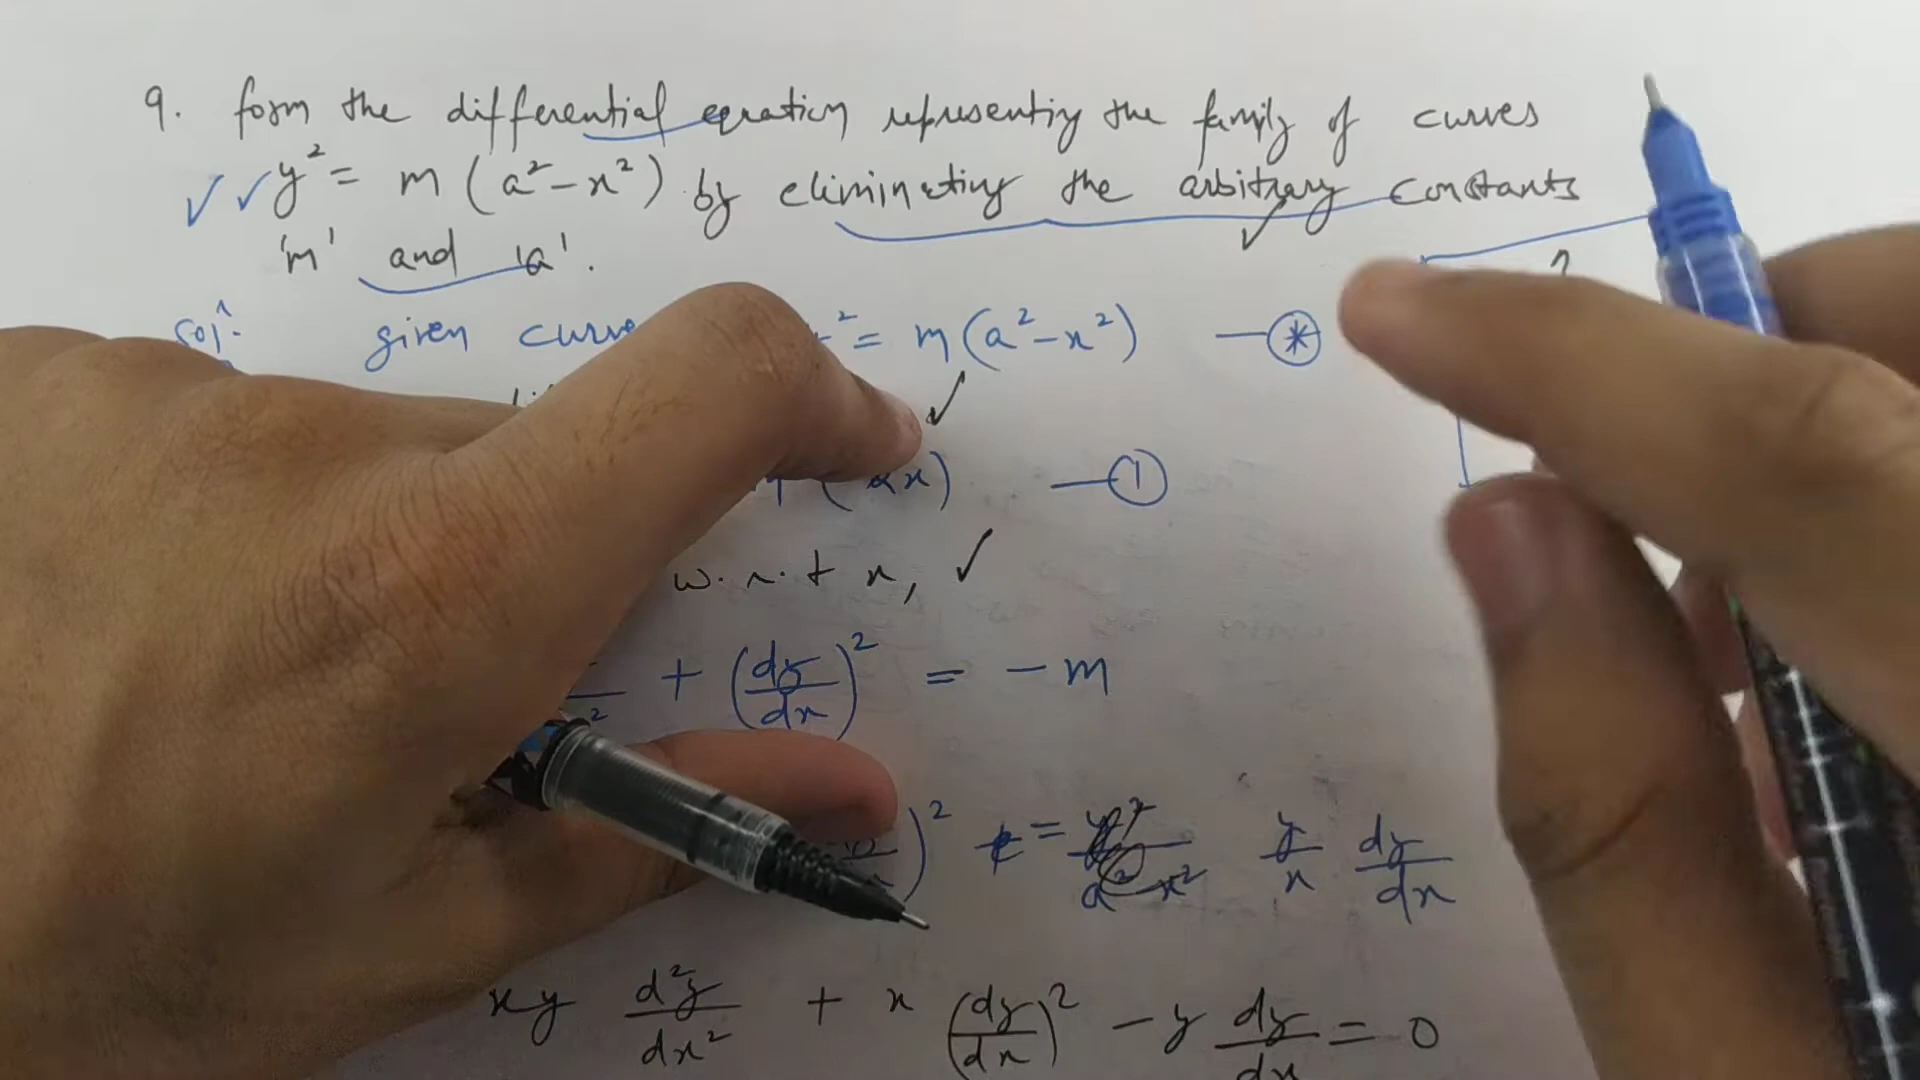 9. form the differential equation representing the family of curves
y² = m (a² – x²) by eliminating the arbitrary constants
'm' and 'a'.
Solⁿ: given curve ² = m (a² – x²) — (*)
x) — (1)
w.r.t x,
+ (dy/dx)² = – m
)² = y/x dy/dx
xy d²y/dx² + x (dy/dx)² – y dy/dx = 0